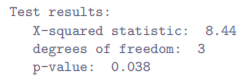 Test results:
X-squared statistic: 8.44
degrees of freedom: 3
p-value: 0.038